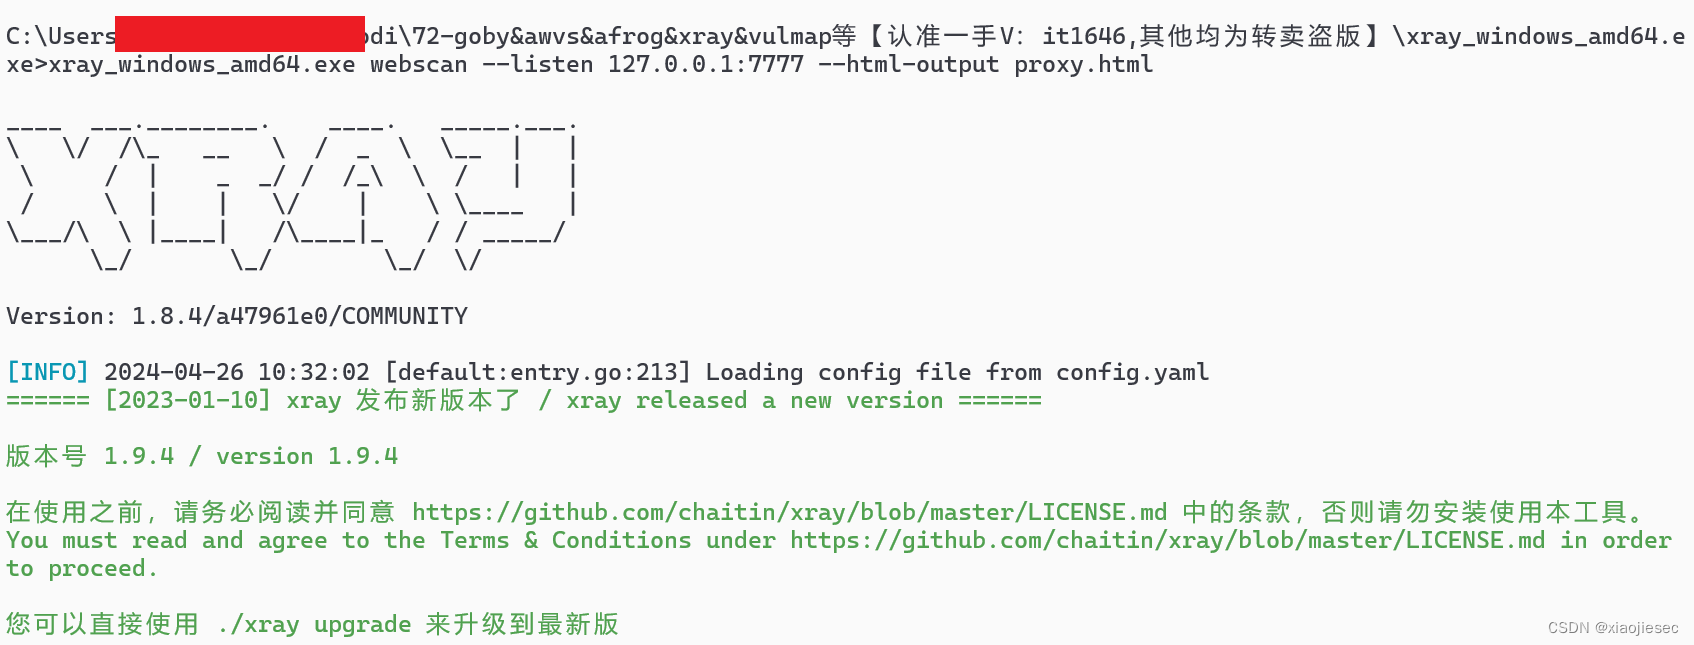 C:\Users odi\72-goby&awvs&afrog&xray&vulmap等【认准一手V：it1646,其他均为转卖盗版】\xray_windows_amd64.e
xe>xray_windows_amd64.exe webscan --listen 127.0.0.1:7777 --html-output proxy.html
XRAY
Version: 1.8.4/a47961e0/COMMUNITY
[INFO] 2024-04-26 10:32:02 [default:entry.go:213] Loading config file from config.yaml
====== [2023-01-10] xray 发布新版本了 / xray released a new version ======
版本号 1.9.4 / version 1.9.4
在使用之前，请务必阅读并同意 https://github.com/chaitin/xray/blob/master/LICENSE.md 中的条款，否则请勿安装使用本工具。
You must read and agree to the Terms & Conditions under https://github.com/chaitin/xray/blob/master/LICENSE.md in order
to proceed.
您可以直接使用 ./xray upgrade 来升级到最新版
CSDN @xiaojiesec